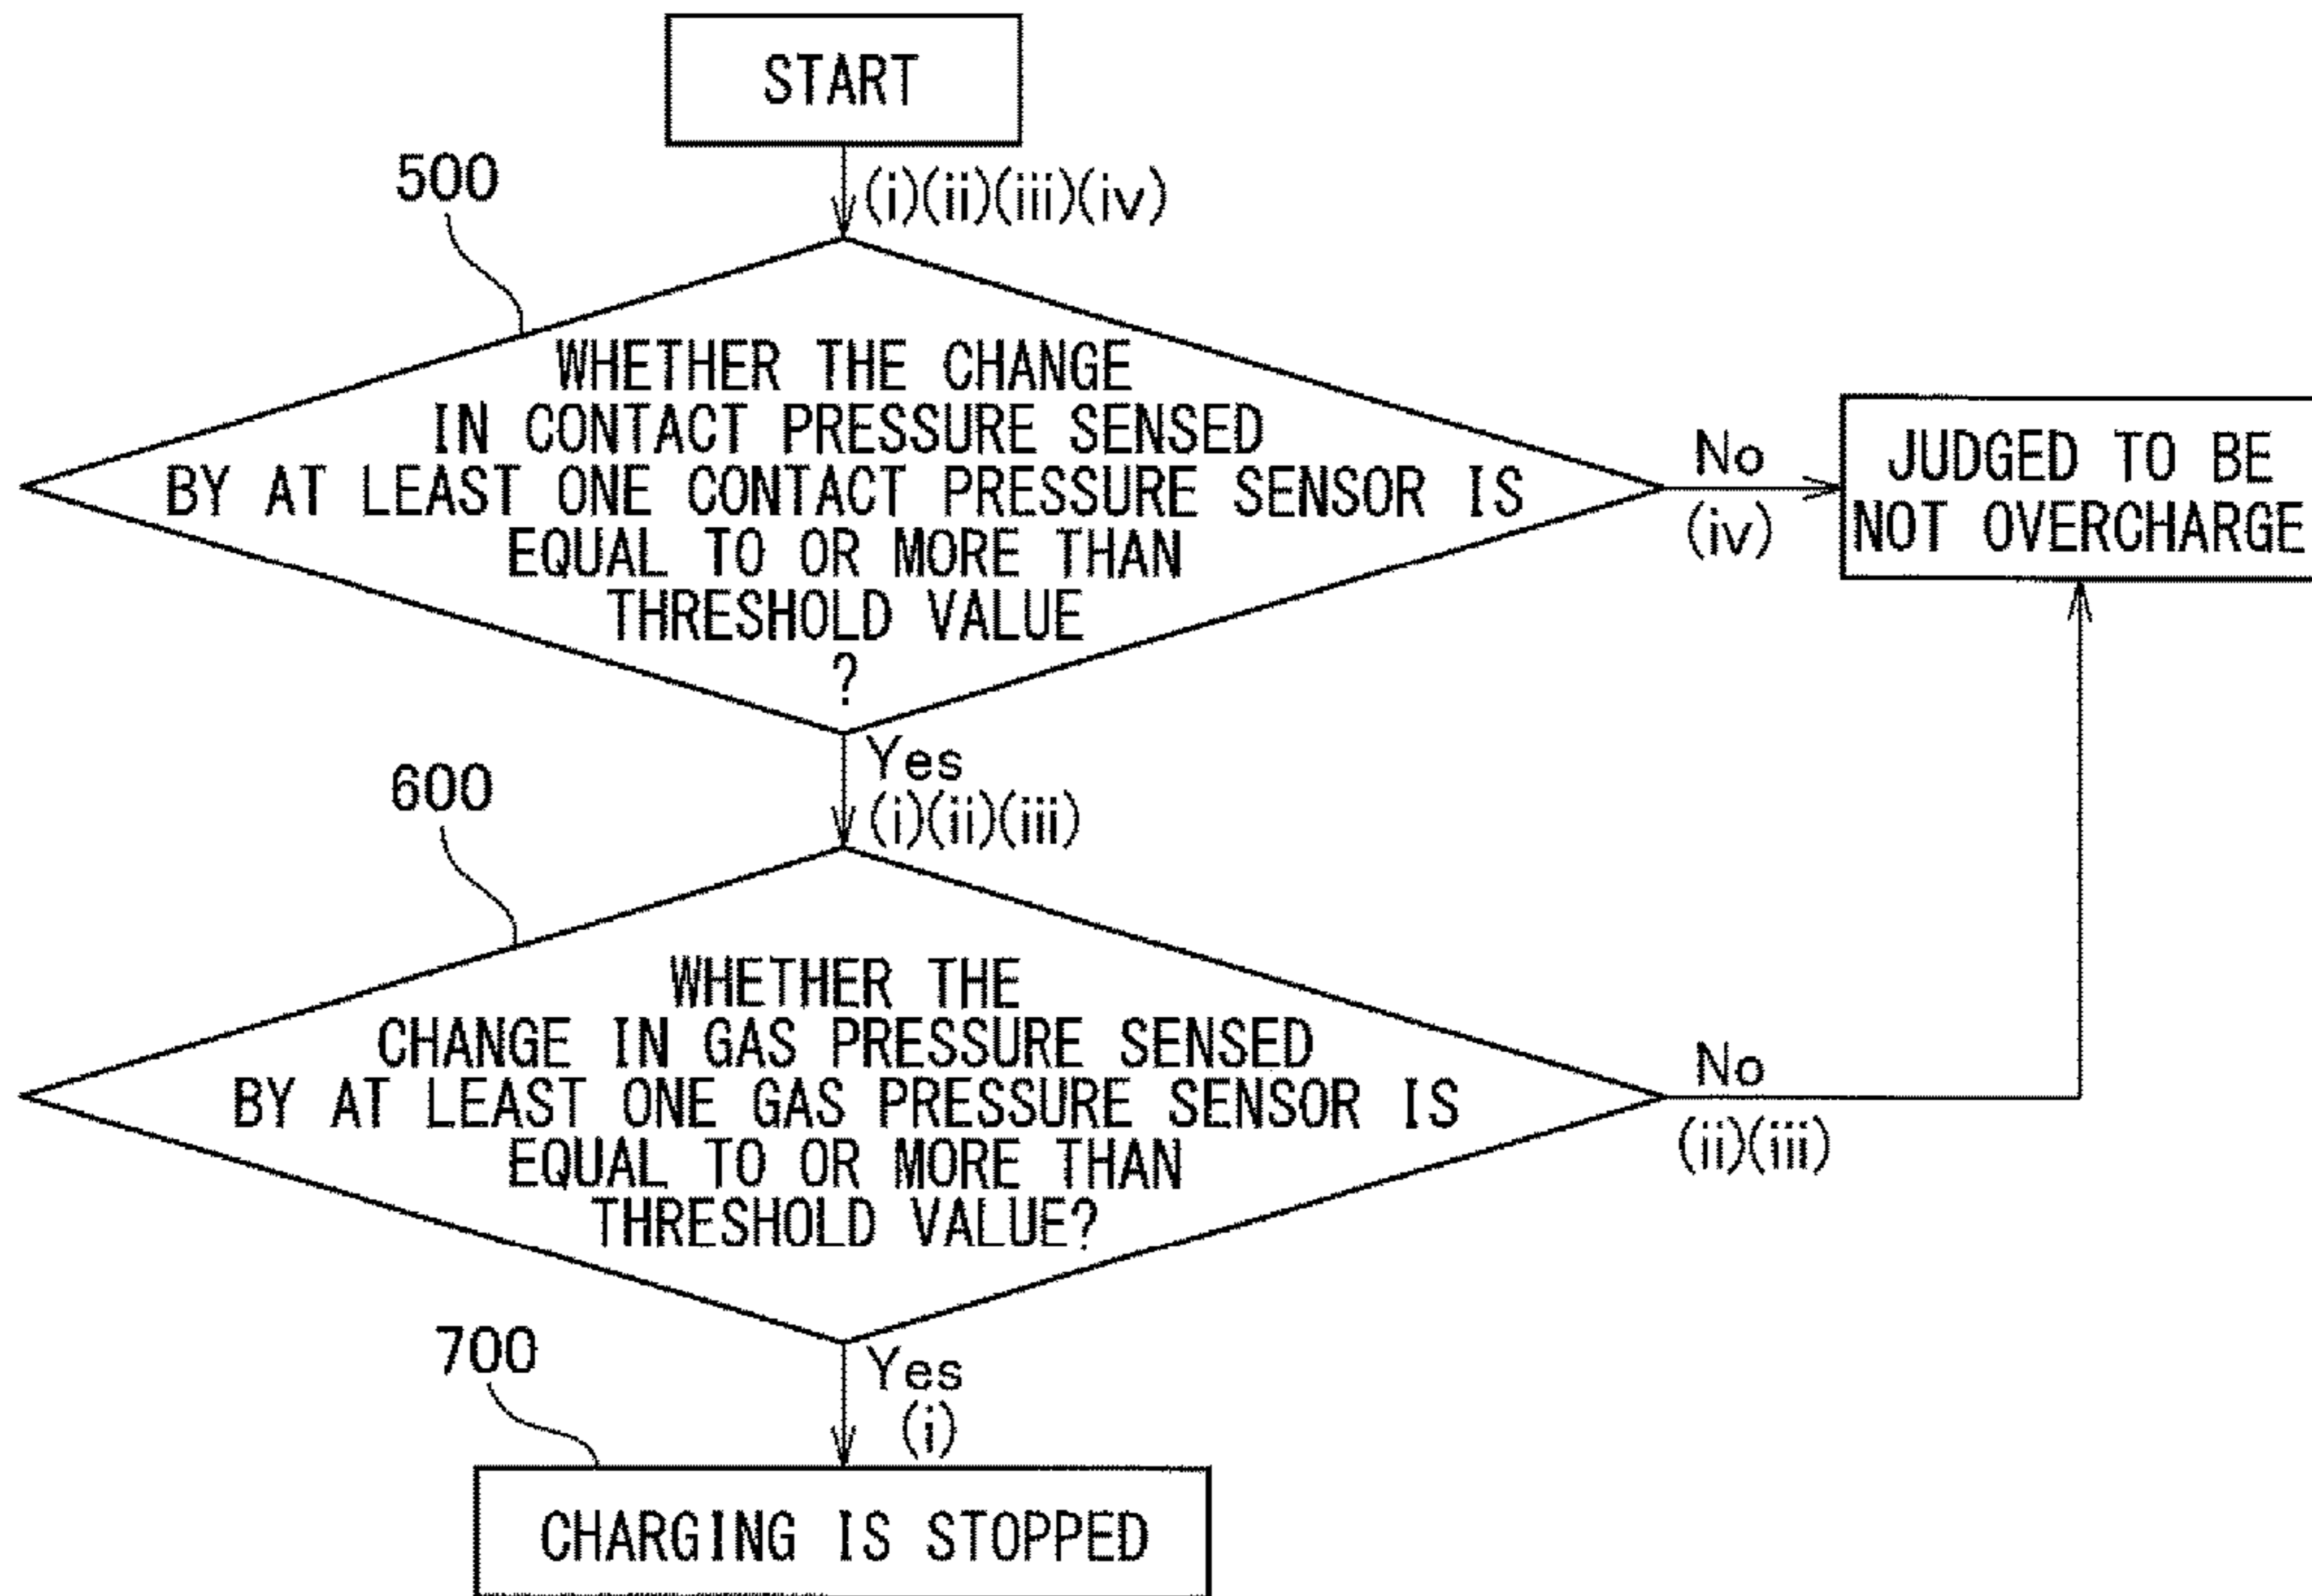 START
500
(i)(ii)(iii)(iv)
WHETHER THE CHANGE
IN CONTACT PRESSURE SENSED
BY AT LEAST ONE CONTACT PRESSURE SENSOR IS
EQUAL TO OR MORE THAN
THRESHOLD VALUE
?
No
(iv)
JUDGED TO BE
NOT OVERCHARGE
Yes
(i)(ii)(iii)
600
WHETHER THE
CHANGE IN GAS PRESSURE SENSED
BY AT LEAST ONE GAS PRESSURE SENSOR IS
EQUAL TO OR MORE THAN
THRESHOLD VALUE?
No
(ii)(iii)
Yes
(i)
700
CHARGING IS STOPPED